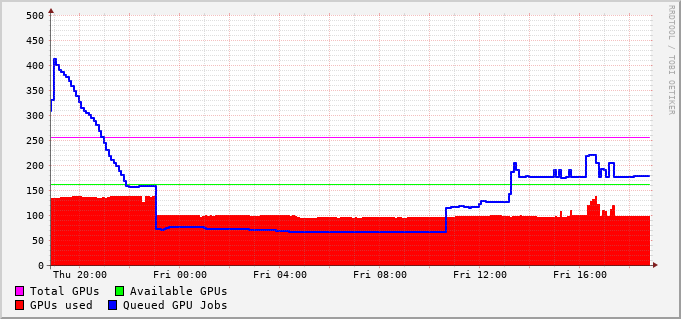 500
450
400
350
300
250
200
150
100
50
0
Thu 20:00 Fri 00:00 Fri 04:00 Fri 08:00 Fri 12:00 Fri 16:00
Total GPUs Available GPUs
GPUs used Queued GPU Jobs
RRDTOOL / TOBI OETIKER